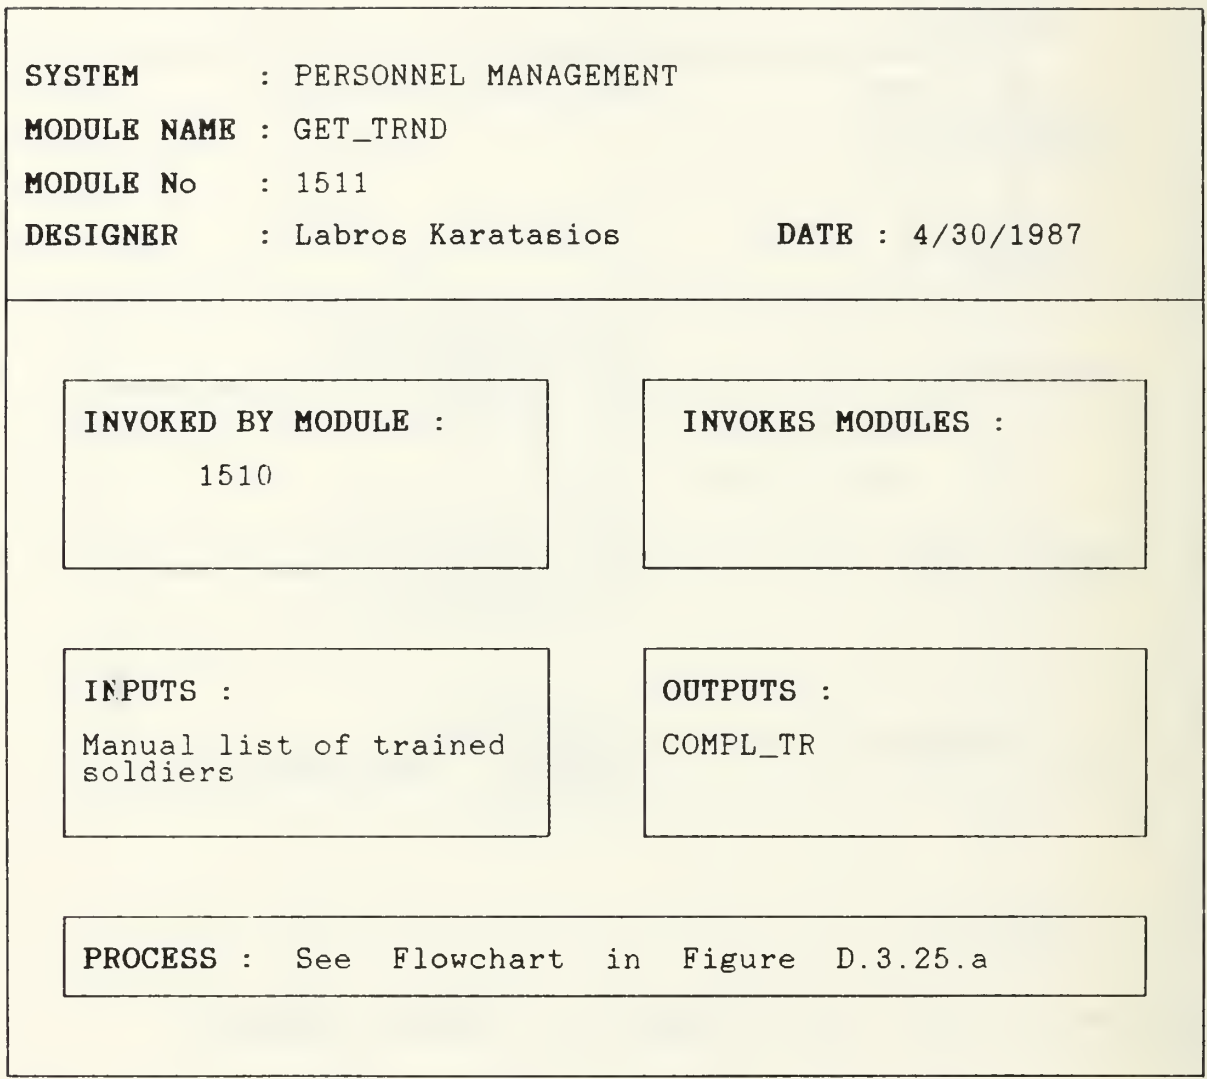 SYSTEM : PERSONNEL MANAGEMENT
MODULE NAME : GET_TRND
MODULE No : 1511
DESIGNER : Labros Karatasios DATE : 4/30/1987
INVOKED BY MODULE :
1510
INVOKES MODULES :
INPUTS :
Manual list of trained
soldiers
OUTPUTS :
COMPL_TR
PROCESS : See Flowchart in Figure D.3.25.a